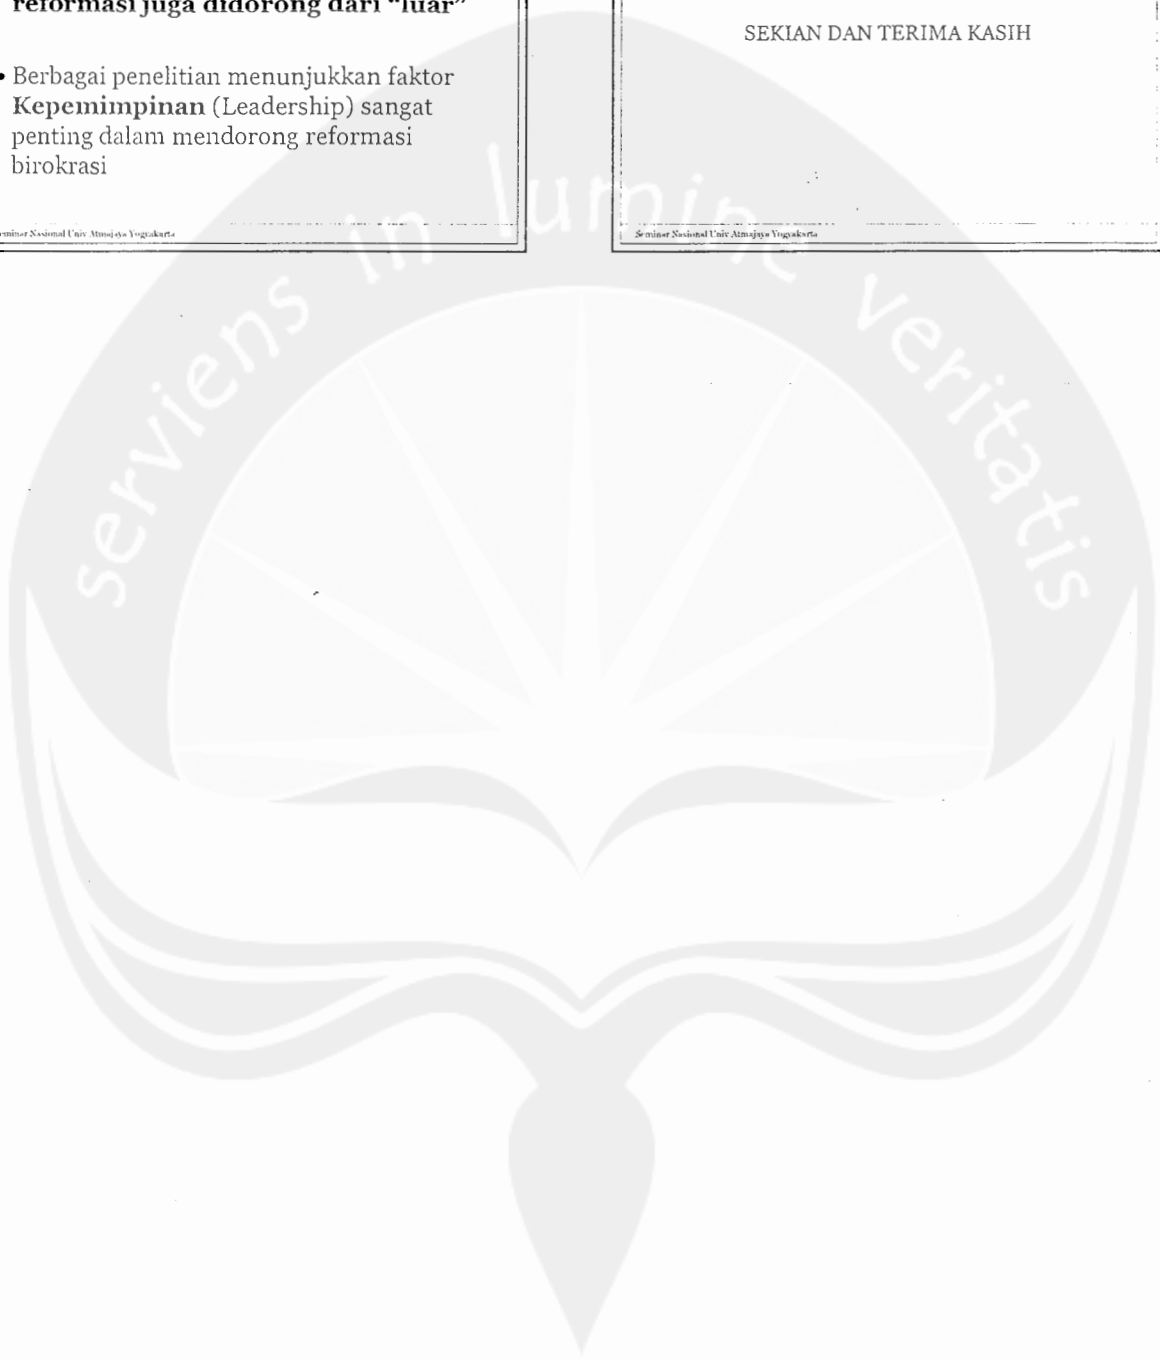 reformasi juga didorong dari “luar”
• Berbagai penelitian menunjukkan faktor
Kepemimpinan (Leadership) sangat
penting dalam mendorong reformasi
birokrasi
Seminar Nasional Univ Atmajaya Yogyakarta
SEKIAN DAN TERIMA KASIH
Seminar Nasional Univ Atmajaya Yogyakarta
serviens in lumine veritatis